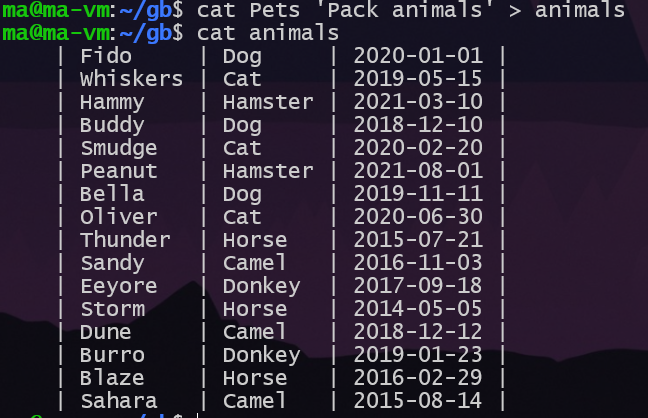 ma@ma-vm:~/gb$ cat Pets 'Pack animals' > animals
ma@ma-vm:~/gb$ cat animals
| Fido | Dog | 2020-01-01 |
| Whiskers | Cat | 2019-05-15 |
| Hammy | Hamster | 2021-03-10 |
| Buddy | Dog | 2018-12-10 |
| Smudge | Cat | 2020-02-20 |
| Peanut | Hamster | 2021-08-01 |
| Bella | Dog | 2019-11-11 |
| Oliver | Cat | 2020-06-30 |
| Thunder | Horse | 2015-07-21 |
| Sandy | Camel | 2016-11-03 |
| Eeyore | Donkey | 2017-09-18 |
| Storm | Horse | 2014-05-05 |
| Dune | Camel | 2018-12-12 |
| Burro | Donkey | 2019-01-23 |
| Blaze | Horse | 2016-02-29 |
| Sahara | Camel | 2015-08-14 |